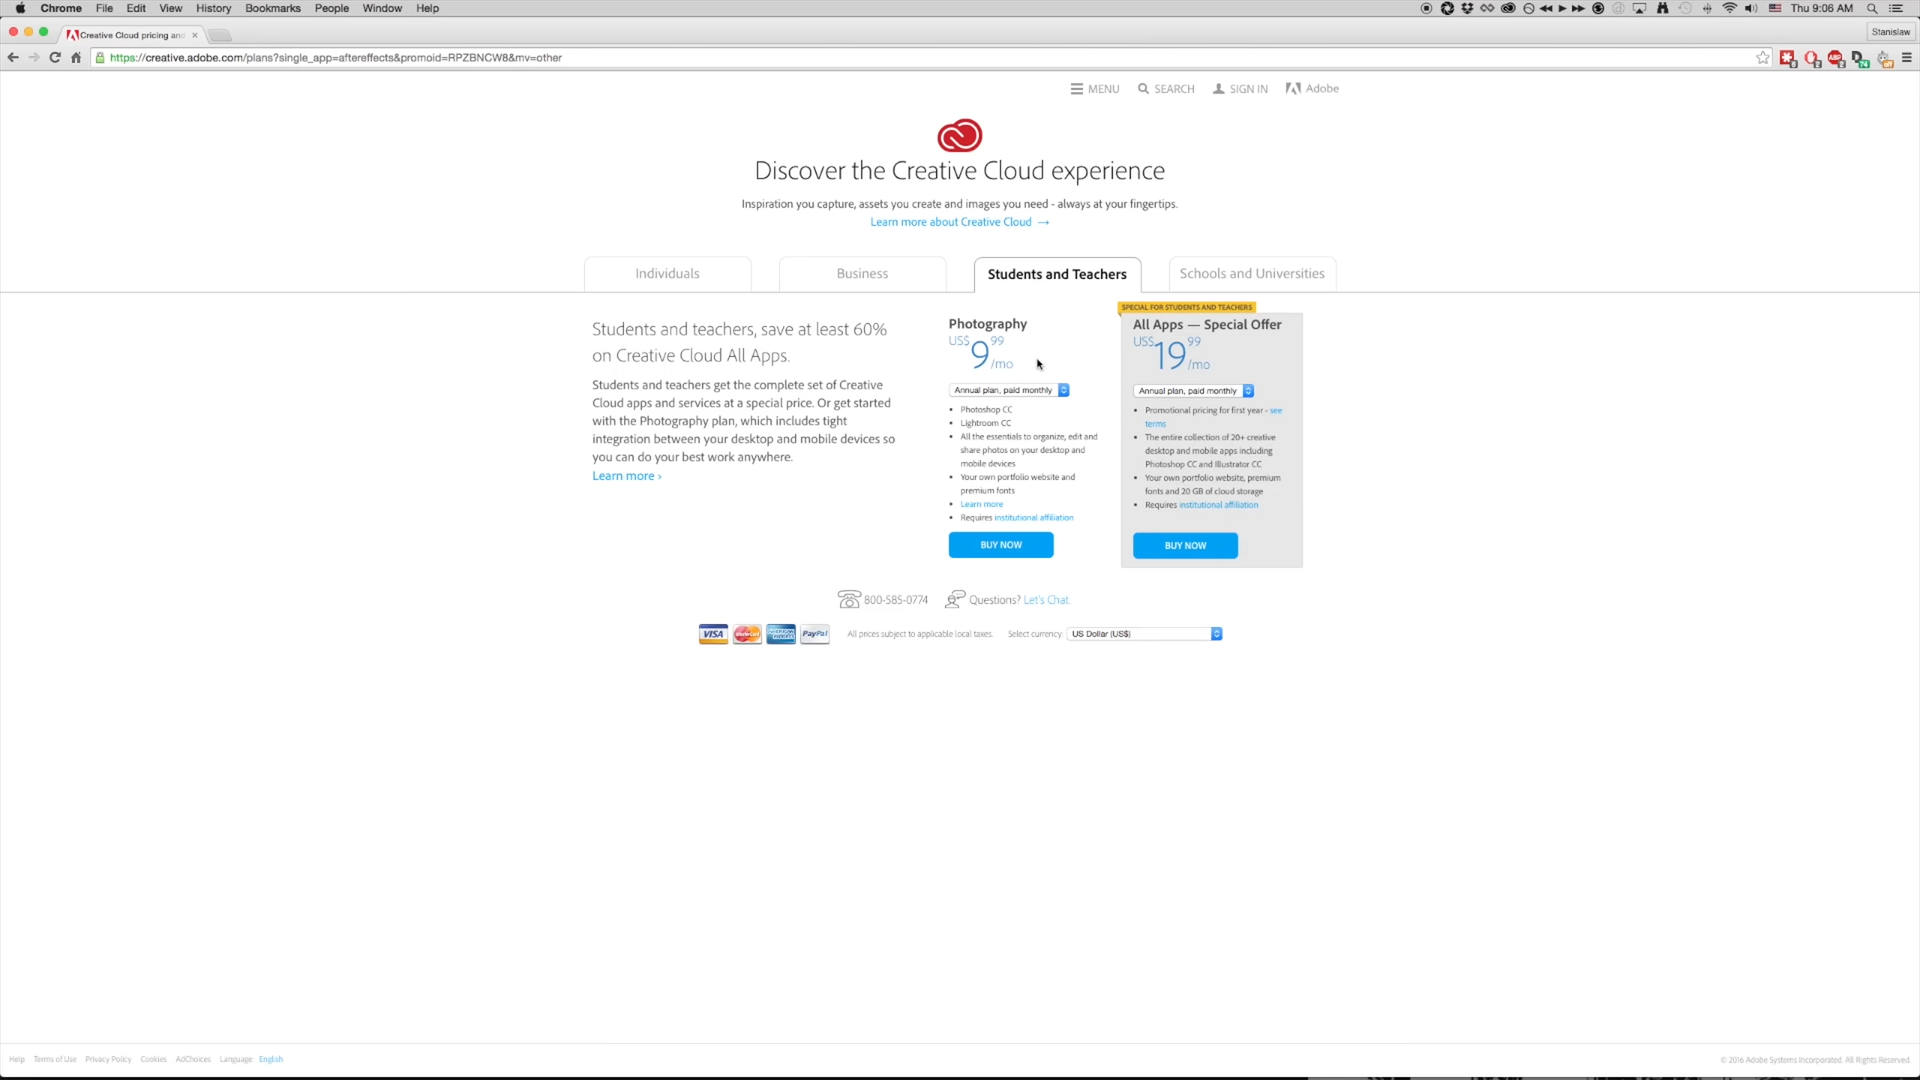 Chrome File Edit View History Bookmarks People Window Help
Thu 9:06 AM
Creative Cloud pricing and
Stanislaw
https://creative.adobe.com/plans?single_app=aftereffects&promoid=RPZBNCW8&mv=other
MENU SEARCH SIGN IN Adobe
Discover the Creative Cloud experience
Inspiration you capture, assets you create and images you need - always at your fingertips.
Learn more about Creative Cloud →
Individuals Business Students and Teachers Schools and Universities
Students and teachers, save at least 60%
on Creative Cloud All Apps.
Students and teachers get the complete set of Creative
Cloud apps and services at a special price. Or get started
with the Photography plan, which includes tight
integration between your desktop and mobile devices so
you can do your best work anywhere.
Learn more ›
Photography
US$ 9 99 /mo
Annual plan, paid monthly
• Photoshop CC
• Lightroom CC
• All the essentials to organize, edit and
share photos on your desktop and
mobile devices
• Your own portfolio website and
premium fonts
• Learn more
• Requires institutional affiliation
BUY NOW
SPECIAL FOR STUDENTS AND TEACHERS
All Apps — Special Offer
US$ 19 99 /mo
Annual plan, paid monthly
• Promotional pricing for first year - see
terms
• The entire collection of 20+ creative
desktop and mobile apps including
Photoshop CC and Illustrator CC
• Your own portfolio website, premium
fonts and 20 GB of cloud storage
• Requires institutional affiliation
BUY NOW
800-585-0774 Questions? Let's Chat.
VISA MasterCard AMERICAN EXPRESS PayPal All prices subject to applicable local taxes. Select currency: US Dollar (US$)
Help Terms of Use Privacy Policy Cookies AdChoices Language: English
© 2016 Adobe Systems Incorporated. All Rights Reserved.